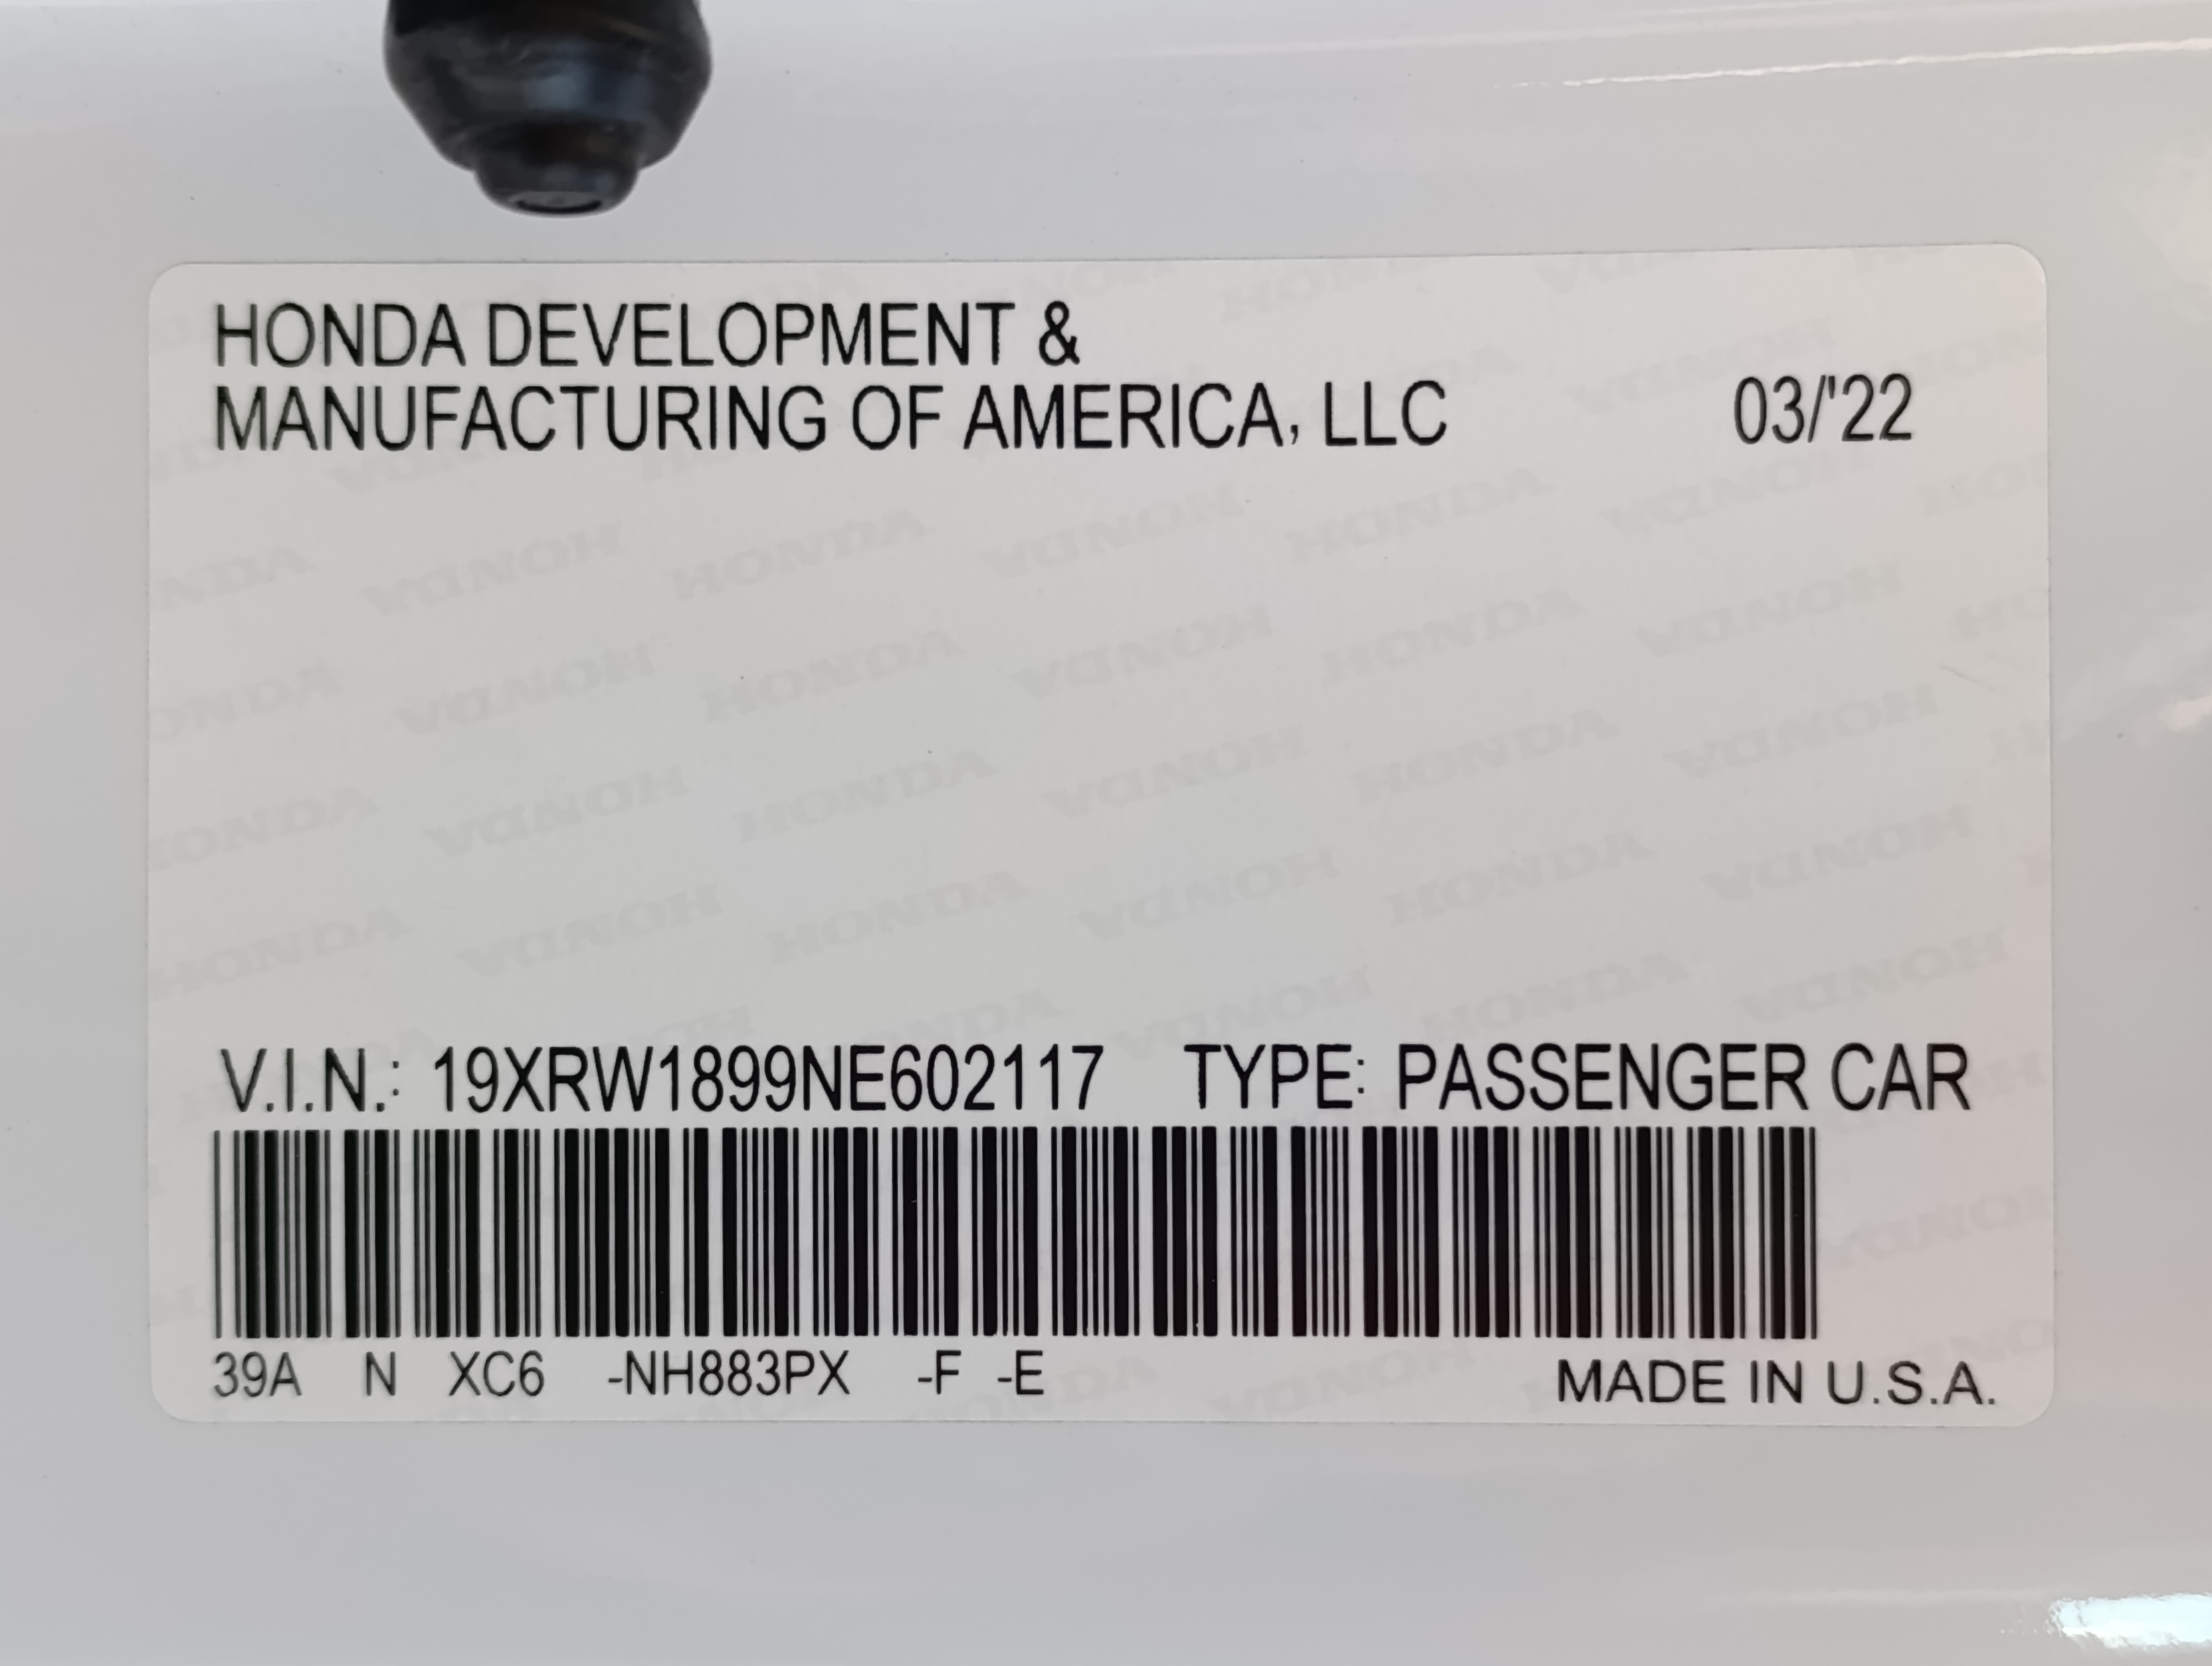 HONDA DEVELOPMENT &
MANUFACTURING OF AMERICA, LLC 03/'22
V.I.N.: 19XRW1899NE602117 TYPE: PASSENGER CAR
39A N XC6 -NH883PX -F -E MADE IN U.S.A.